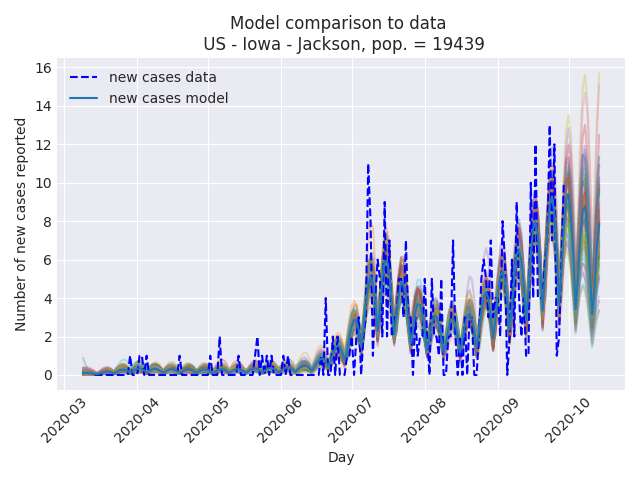 Model comparison to data
US - Iowa - Jackson, pop. = 19439
new cases data
new cases model
Number of new cases reported
16
14
12
10
8
6
4
2
0
2020-03
2020-04
2020-05
2020-06
2020-07
2020-08
2020-09
2020-10
Day